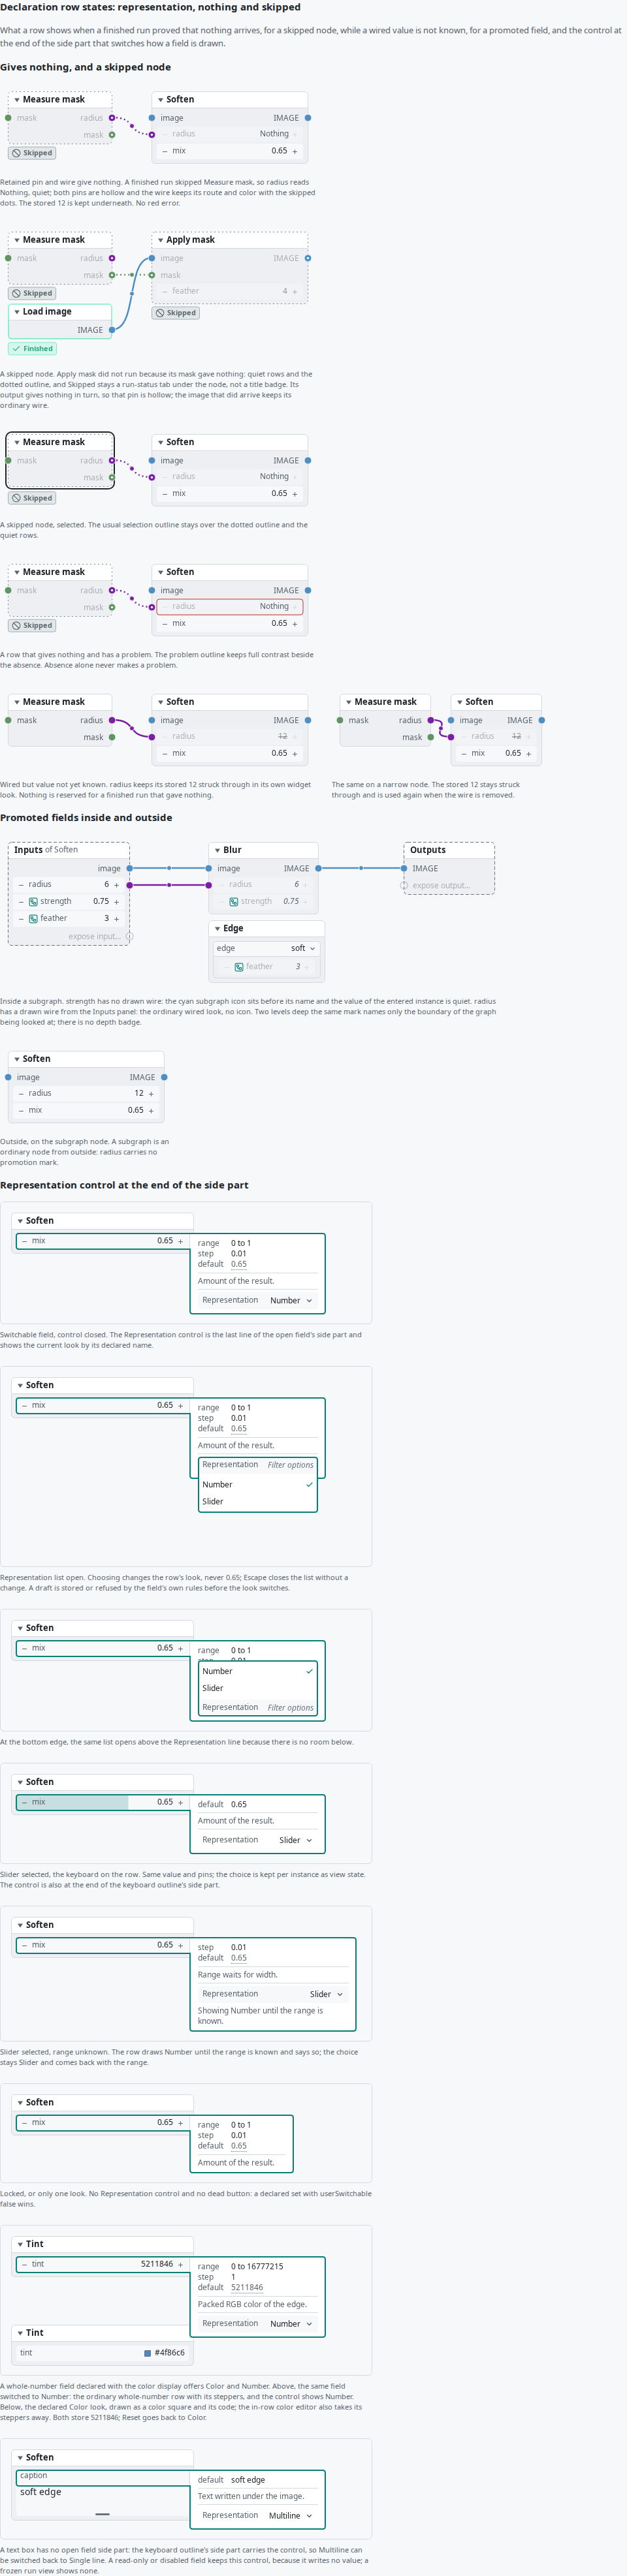 Declaration row states: representation, nothing and skipped
What a row shows when a finished run proved that nothing arrives, for a skipped node, while a wired value is not known, for a promoted field, and the control at
the end of the side part that switches how a field is drawn.
Gives nothing, and a skipped node
Measure mask
mask radius
mask
Skipped
Soften
image IMAGE
− radius Nothing +
− mix 0.65 +
Retained pin and wire give nothing. A finished run skipped Measure mask, so radius reads
Nothing, quiet; both pins are hollow and the wire keeps its route and color with the skipped
dots. The stored 12 is kept underneath. No red error.
Measure mask
mask radius
mask
Skipped
Load image
IMAGE
Finished
Apply mask
image IMAGE
mask
− feather 4 +
Skipped
A skipped node. Apply mask did not run because its mask gave nothing: quiet rows and the
dotted outline, and Skipped stays a run-status tab under the node, not a title badge. Its
output gives nothing in turn, so that pin is hollow; the image that did arrive keeps its
ordinary wire.
Measure mask
mask radius
mask
Skipped
Soften
image IMAGE
− radius Nothing +
− mix 0.65 +
A skipped node, selected. The usual selection outline stays over the dotted outline and the
quiet rows.
Measure mask
mask radius
mask
Skipped
Soften
image IMAGE
− radius Nothing +
− mix 0.65 +
A row that gives nothing and has a problem. The problem outline keeps full contrast beside
the absence. Absence alone never makes a problem.
Measure mask
mask radius
mask
Soften
image IMAGE
− radius 12 +
− mix 0.65 +
Wired but value not yet known. radius keeps its stored 12 struck through in its own widget
look. Nothing is reserved for a finished run that gave nothing.
Measure mask
mask radius
mask
Soften
image IMAGE
− radius 12 +
− mix 0.65 +
The same on a narrow node. The stored 12 stays struck
through and is used again when the wire is removed.
Promoted fields inside and outside
Inputs of Soften
image
− radius 6 +
− strength 0.75 +
− feather 3 +
expose input...
Blur
image IMAGE
− radius 6 +
− strength 0.75 +
Edge
edge soft
− feather 3 +
Outputs
IMAGE
expose output...
Inside a subgraph. strength has no drawn wire: the cyan subgraph icon sits before its name and the value of the entered instance is quiet. radius
has a drawn wire from the Inputs panel: the ordinary wired look, no icon. Two levels deep the same mark names only the boundary of the graph
being looked at; there is no depth badge.
Soften
image IMAGE
− radius 12 +
− mix 0.65 +
Outside, on the subgraph node. A subgraph is an
ordinary node from outside: radius carries no
promotion mark.
Representation control at the end of the side part
Soften
− mix 0.65 +
range 0 to 1
step 0.01
default 0.65
Amount of the result.
Representation Number
Switchable field, control closed. The Representation control is the last line of the open field's side part and
shows the current look by its declared name.
Soften
− mix 0.65 +
range 0 to 1
step 0.01
default 0.65
Amount of the result.
Representation Filter options
Number
Slider
Representation list open. Choosing changes the row's look, never 0.65; Escape closes the list without a
change. A draft is stored or refused by the field's own rules before the look switches.
Soften
− mix 0.65 +
range 0 to 1
step 0.01
Number
Slider
Representation Filter options
At the bottom edge, the same list opens above the Representation line because there is no room below.
Soften
− mix 0.65 +
default 0.65
Amount of the result.
Representation Slider
Slider selected, the keyboard on the row. Same value and pins; the choice is kept per instance as view state.
The control is also at the end of the keyboard outline's side part.
Soften
− mix 0.65 +
step 0.01
default 0.65
Range waits for width.
Representation Slider
Showing Number until the range is
known.
Slider selected, range unknown. The row draws Number until the range is known and says so; the choice
stays Slider and comes back with the range.
Soften
− mix 0.65 +
range 0 to 1
step 0.01
default 0.65
Amount of the result.
Locked, or only one look. No Representation control and no dead button: a declared set with userSwitchable
false wins.
Tint
− tint 5211846 +
range 0 to 16777215
step 1
default 5211846
Packed RGB color of the edge.
Representation Number
Tint
tint #4f86c6
A whole-number field declared with the color display offers Color and Number. Above, the same field
switched to Number: the ordinary whole-number row with its steppers, and the control shows Number.
Below, the declared Color look, drawn as a color square and its code; the in-row color editor also takes its
steppers away. Both store 5211846; Reset goes back to Color.
Soften
caption
soft edge
default soft edge
Text written under the image.
Representation Multiline
A text box has no open field side part: the keyboard outline's side part carries the control, so Multiline can
be switched back to Single line. A read-only or disabled field keeps this control, because it writes no value; a
frozen run view shows none.